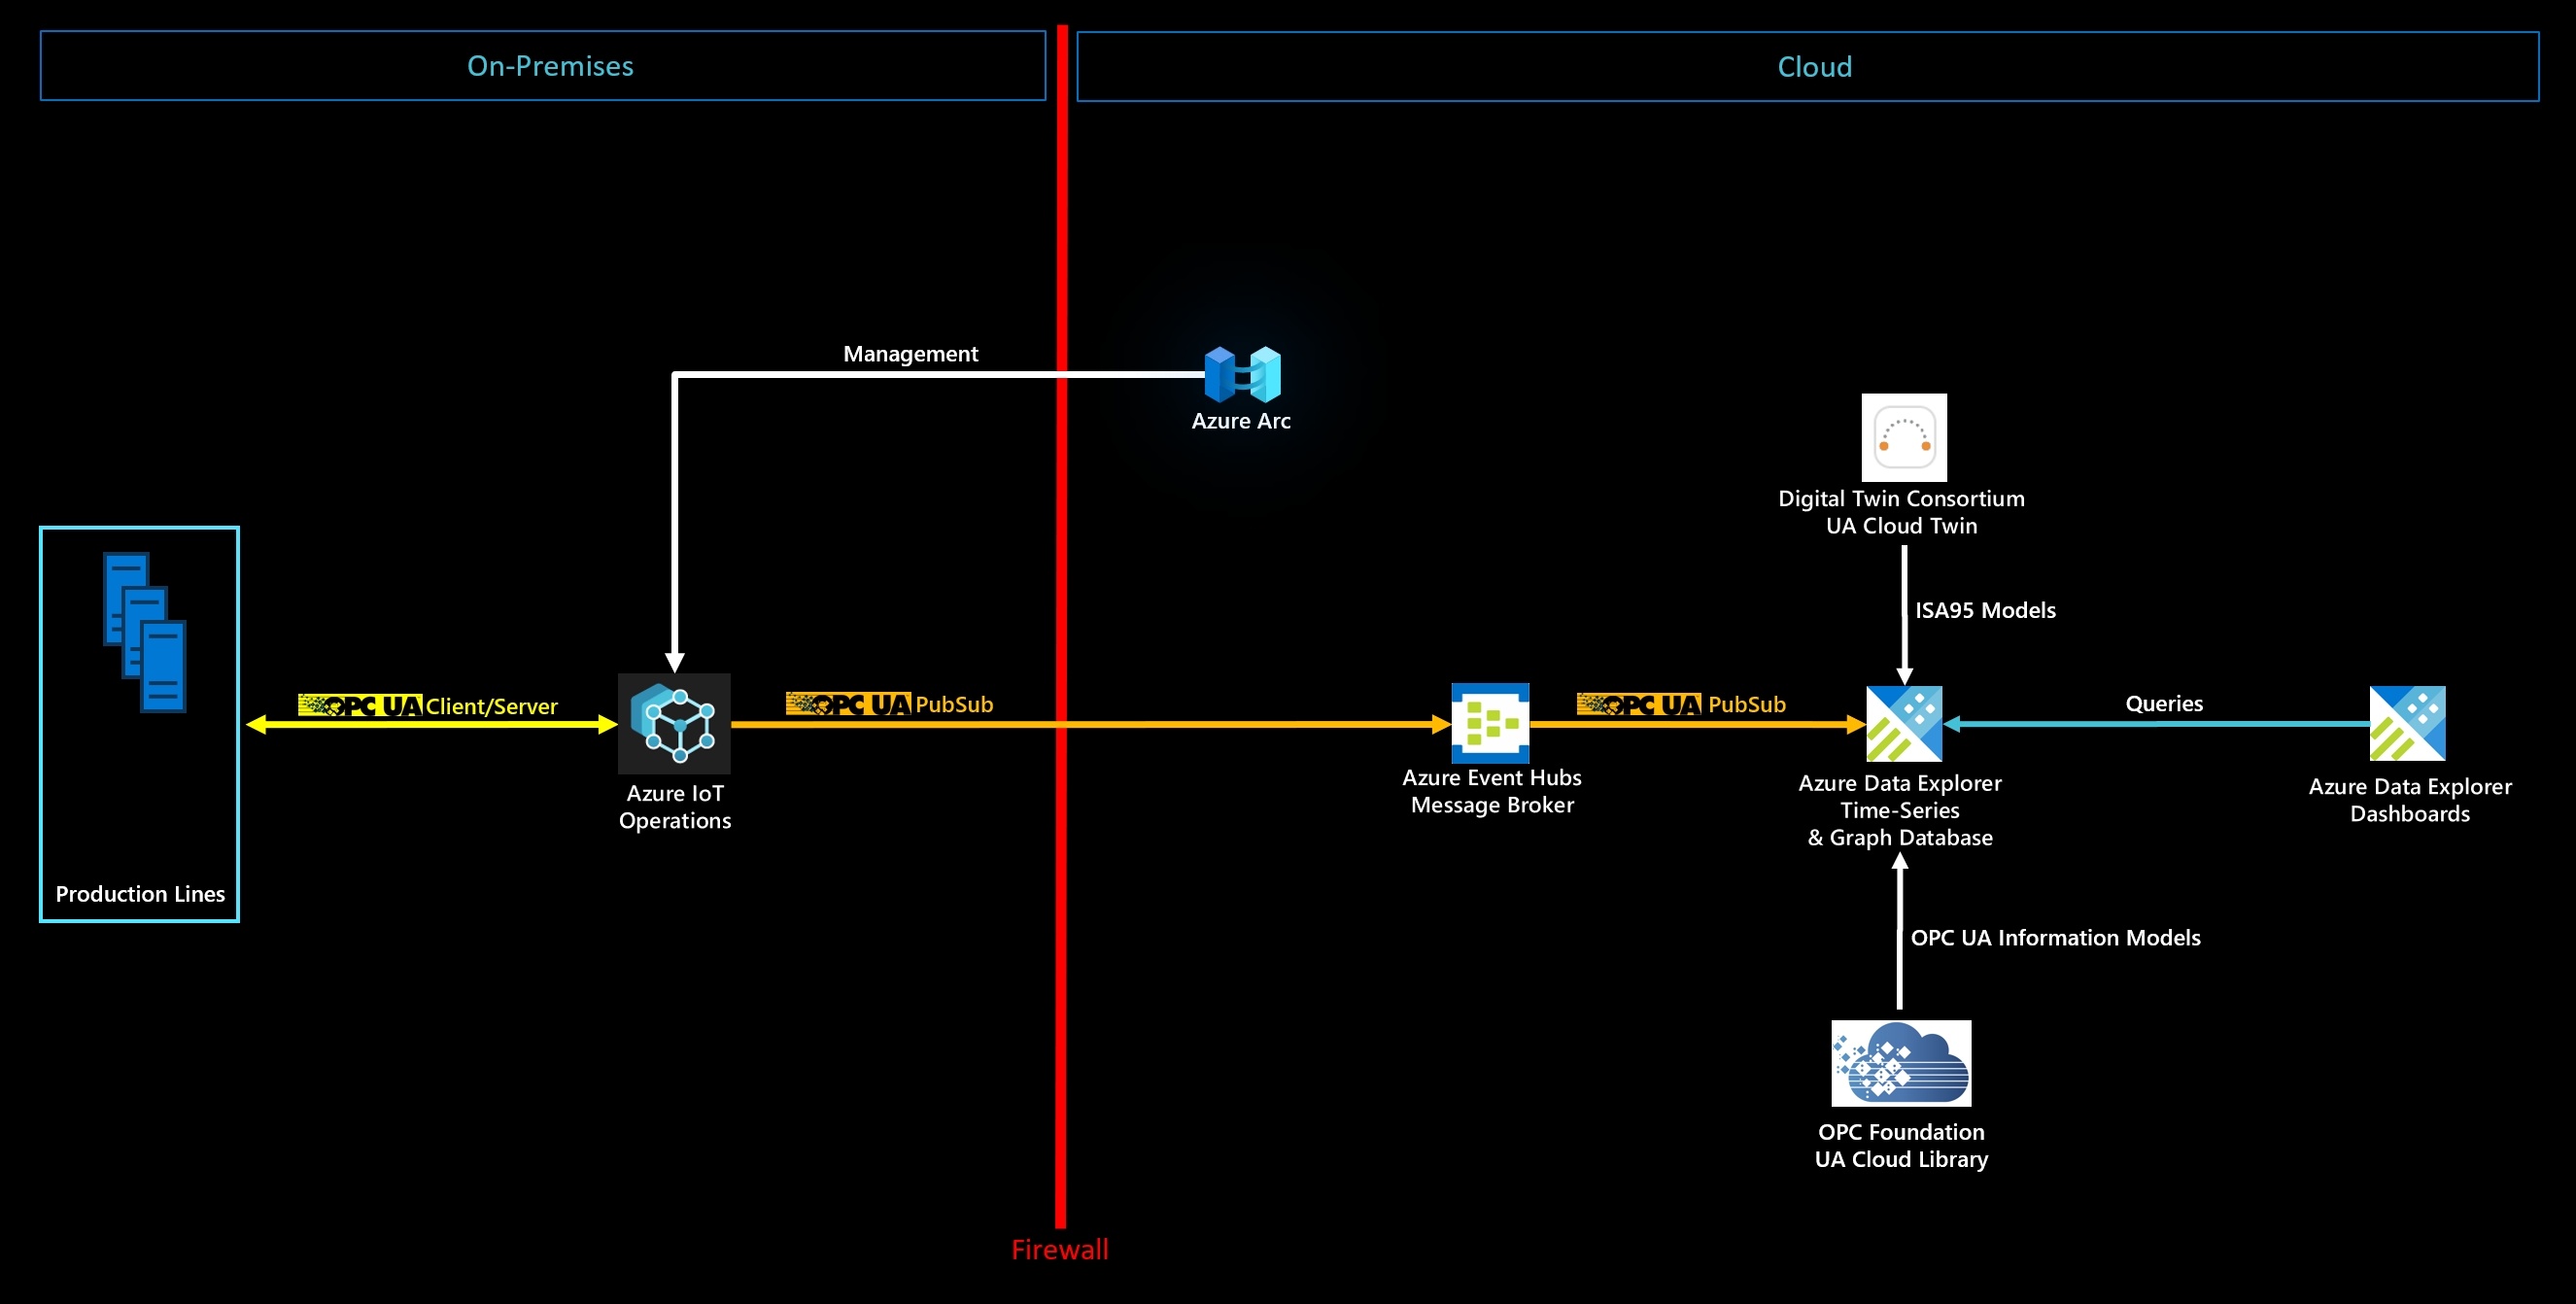 On-Premises
Cloud
Management
Azure Arc
Digital Twin Consortium
UA Cloud Twin
ISA95 Models
OPC UA Client/Server
OPC UA PubSub
OPC UA PubSub
Queries
Azure IoT
Operations
Azure Event Hubs
Message Broker
Azure Data Explorer
Time-Series
& Graph Database
Azure Data Explorer
Dashboards
Production Lines
OPC UA Information Models
OPC Foundation
UA Cloud Library
Firewall